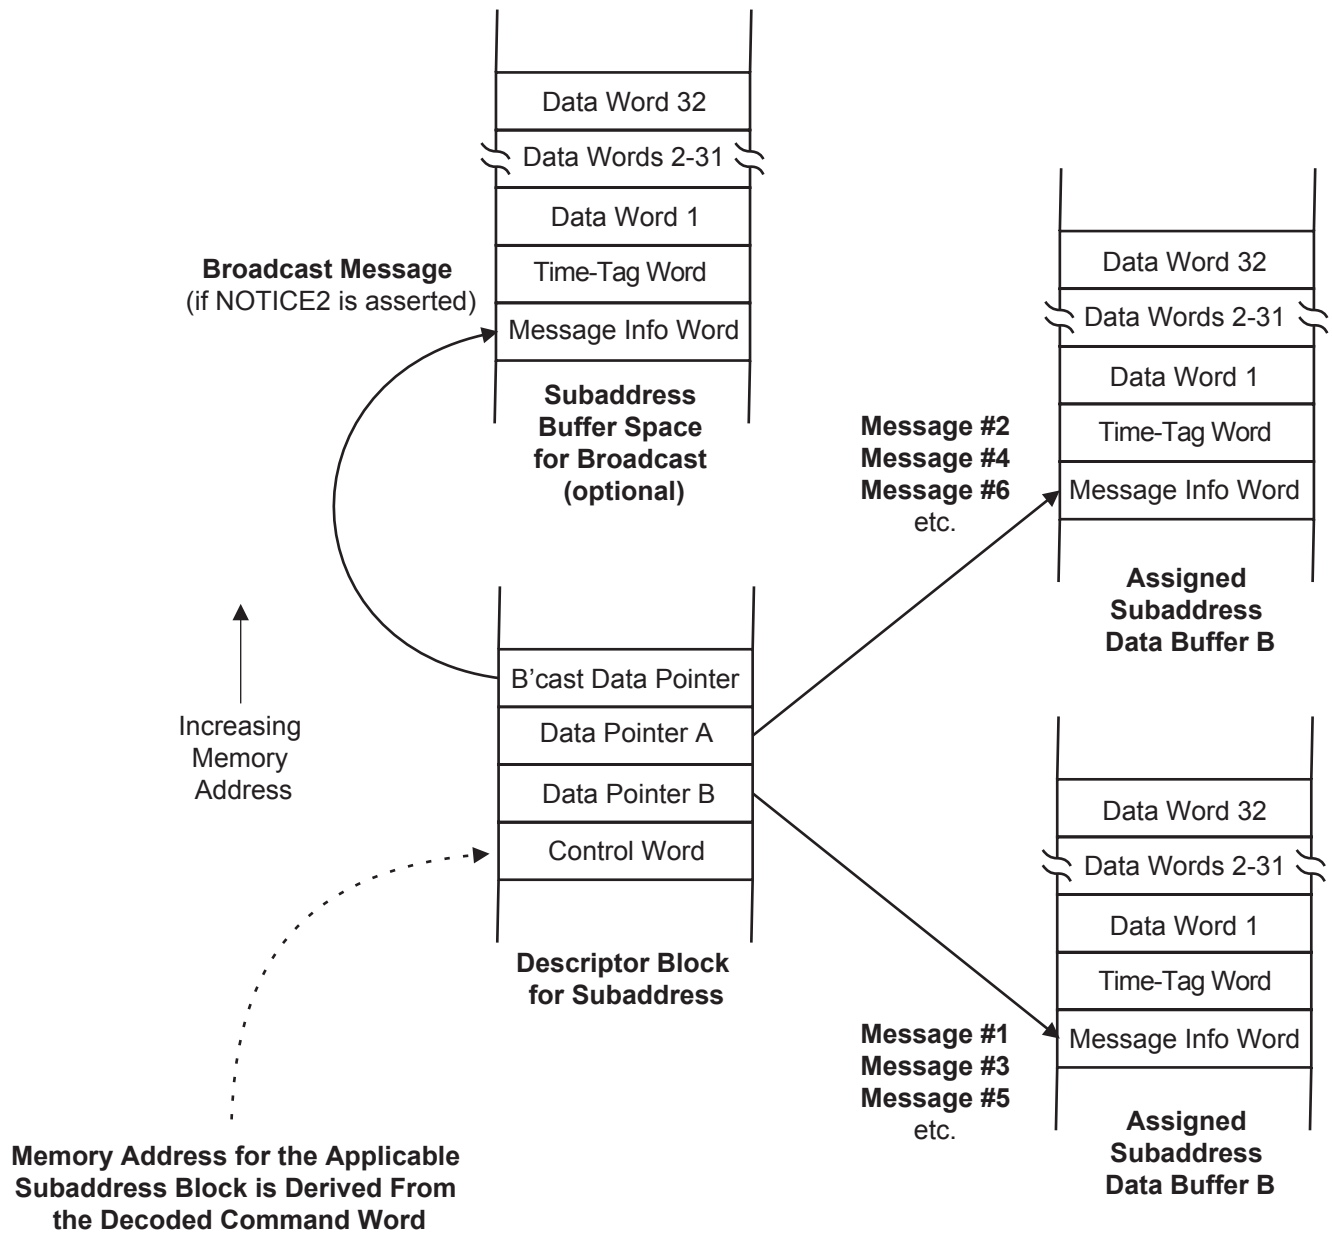 Data Word 32
Data Words 2-31
Data Word 1
Time-Tag Word
Message Info Word
Broadcast Message
(if NOTICE2 is asserted)
Subaddress
Buffer Space
for Broadcast
(optional)
Data Word 32
Data Words 2-31
Data Word 1
Time-Tag Word
Message Info Word
Message #2
Message #4
Message #6
etc.
Assigned
Subaddress
Data Buffer B
Increasing
Memory
Address
B'cast Data Pointer
Data Pointer A
Data Pointer B
Control Word
Descriptor Block
for Subaddress
Data Word 32
Data Words 2-31
Data Word 1
Time-Tag Word
Message Info Word
Message #1
Message #3
Message #5
etc.
Assigned
Subaddress
Data Buffer B
Memory Address for the Applicable
Subaddress Block is Derived From
the Decoded Command Word